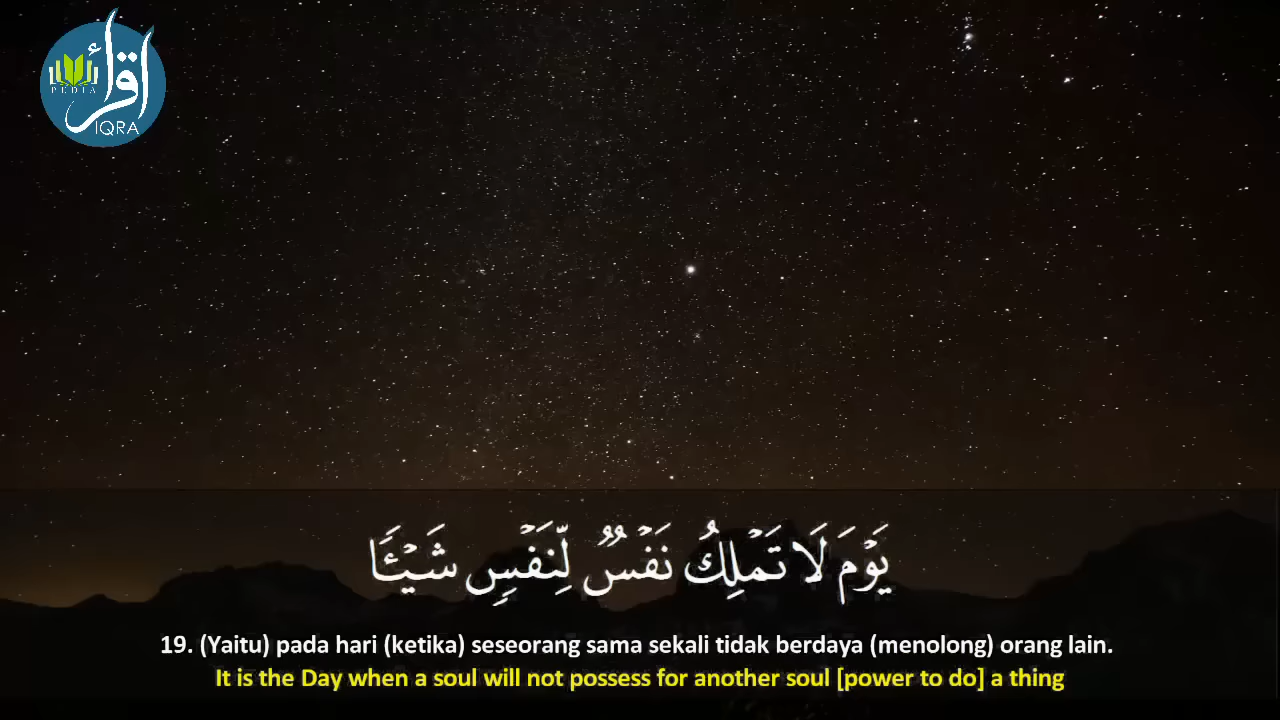 اقرأ
PEDIA
IQRA
يَوْمَ لَا تَمْلِكُ نَفْسٌ لِّنَفْسٍ شَيْـًٔا
19. (Yaitu) pada hari (ketika) seseorang sama sekali tidak berdaya (menolong) orang lain.
It is the Day when a soul will not possess for another soul [power to do] a thing